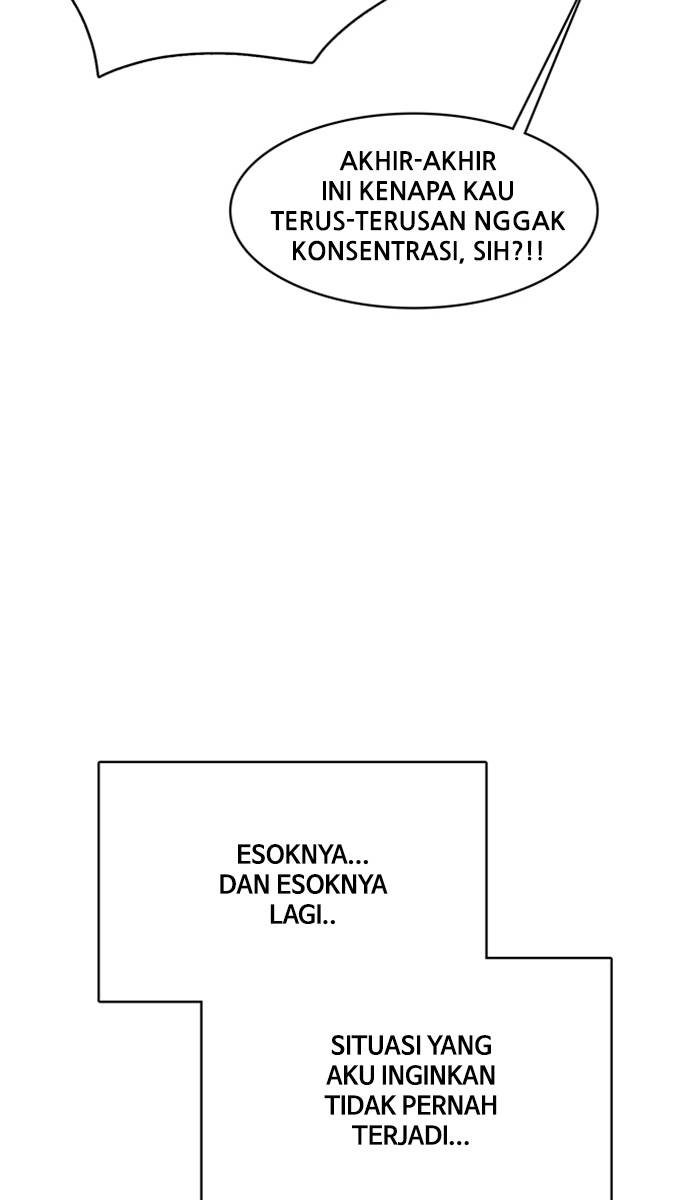 AKHIR-AKHIR
INI KENAPA KAU
TERUS-TERUSAN NGGAK
KONSENTRASI, SIH?!!
ESOKNYA...
DAN ESOKNYA
LAGI..
SITUASI YANG
AKU INGINKAN
TIDAK PERNAH
TERJADI...